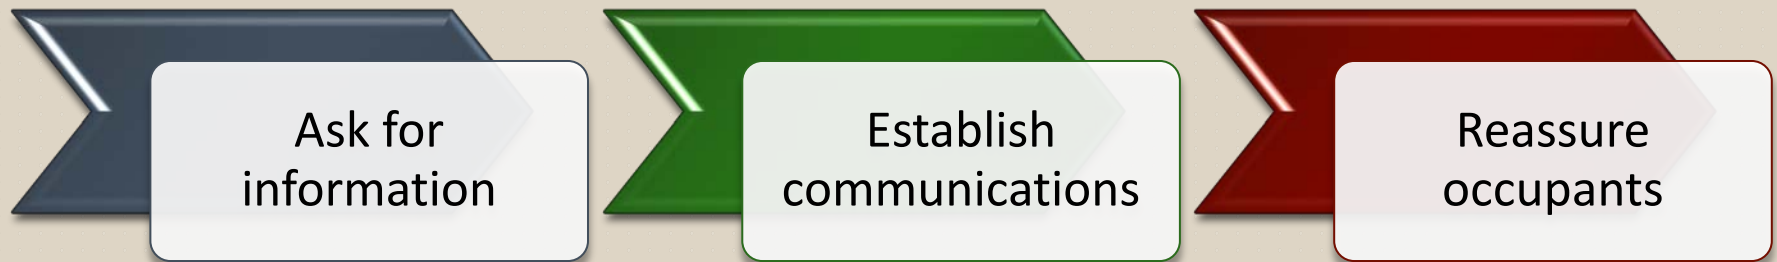 Ask for
information
Establish
communications
Reassure
occupants